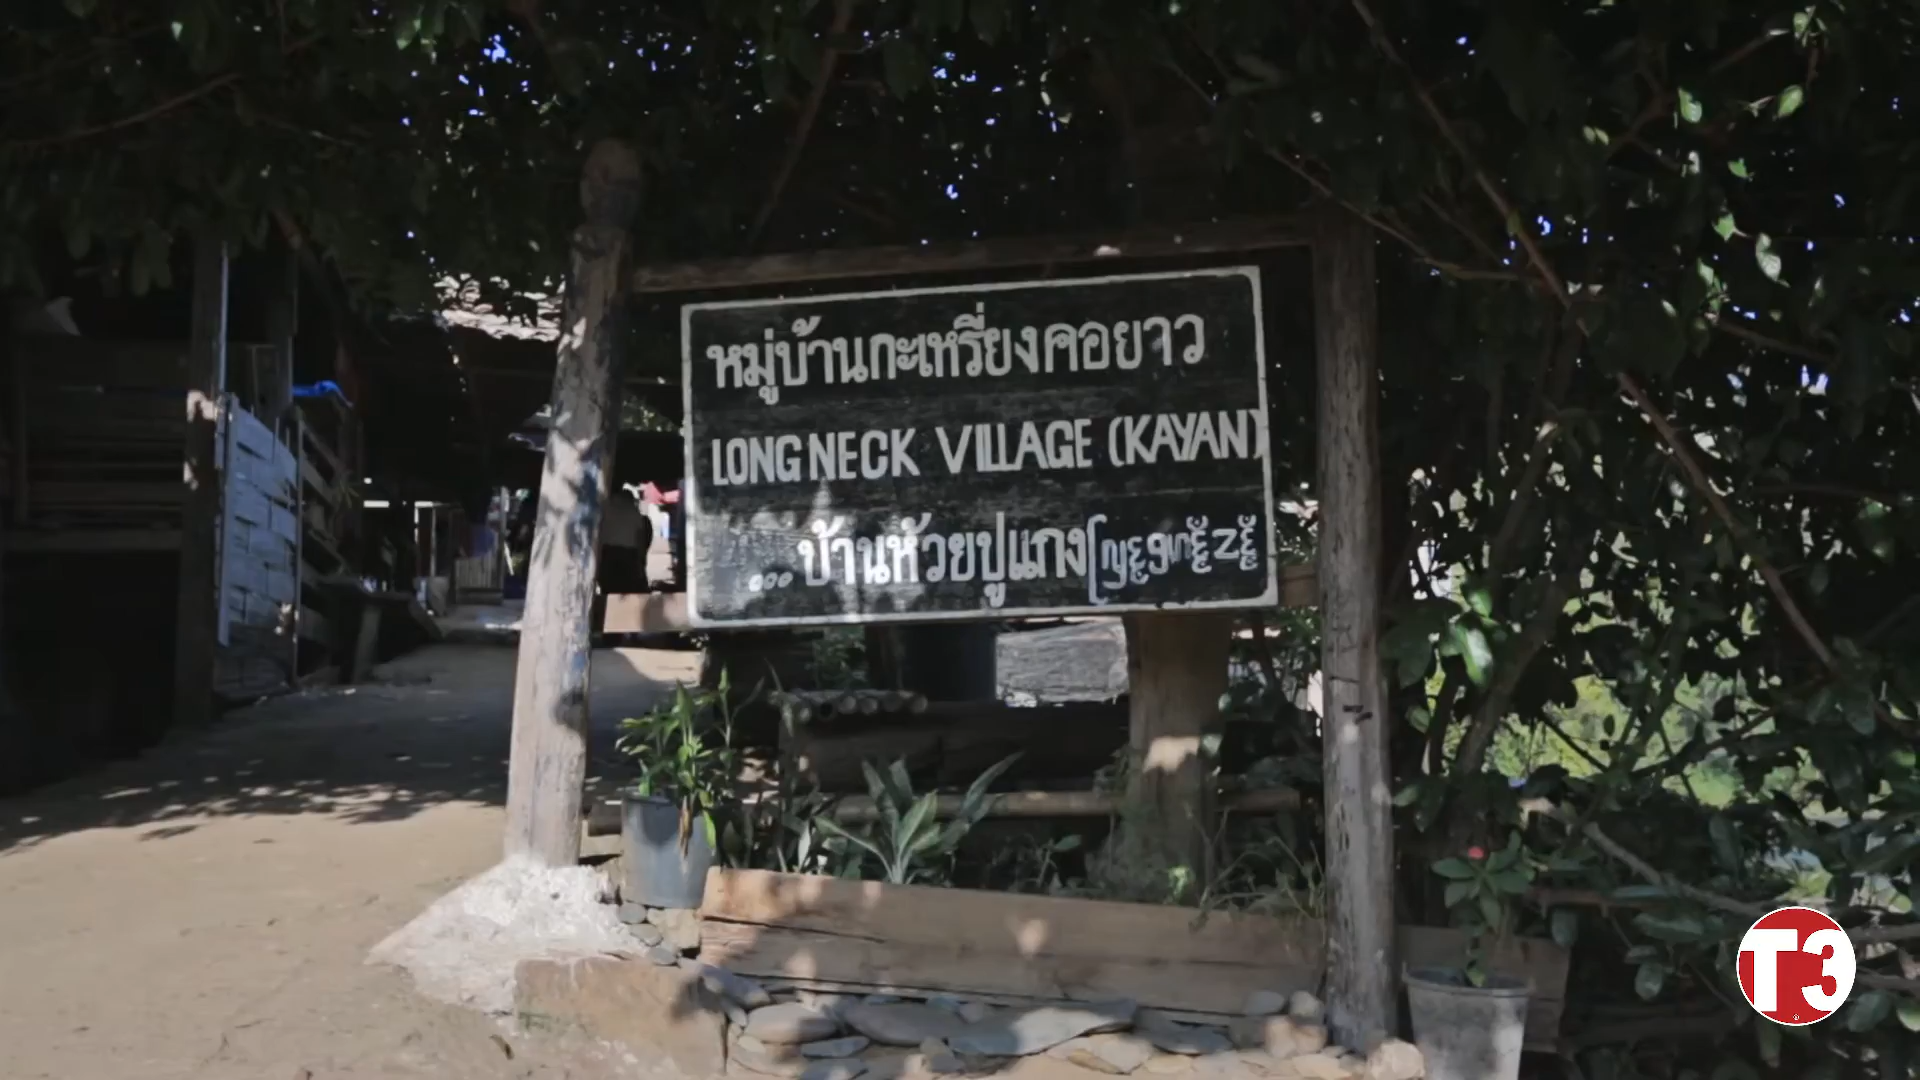 หมู่บ้านกะเหรี่ยงคอยาว
LONG NECK VILLAGE (KAYAN)
... บ้านห้วยปูแกง
T3